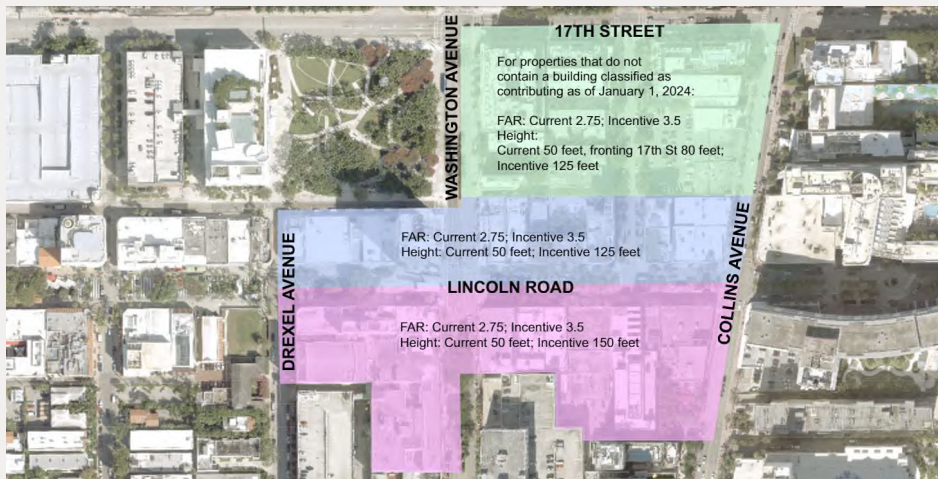 WASHINGTON AVENUE
17TH STREET
For properties that do not
contain a building classified as
contributing as of January 1, 2024:
FAR: Current 2.75; Incentive 3.5
Height:
Current 50 feet, fronting 17th St 80 feet;
Incentive 125 feet
DREXEL AVENUE
FAR: Current 2.75; Incentive 3.5
Height: Current 50 feet; Incentive 125 feet
COLLINS AVENUE
LINCOLN ROAD
FAR: Current 2.75; Incentive 3.5
Height: Current 50 feet; Incentive 150 feet